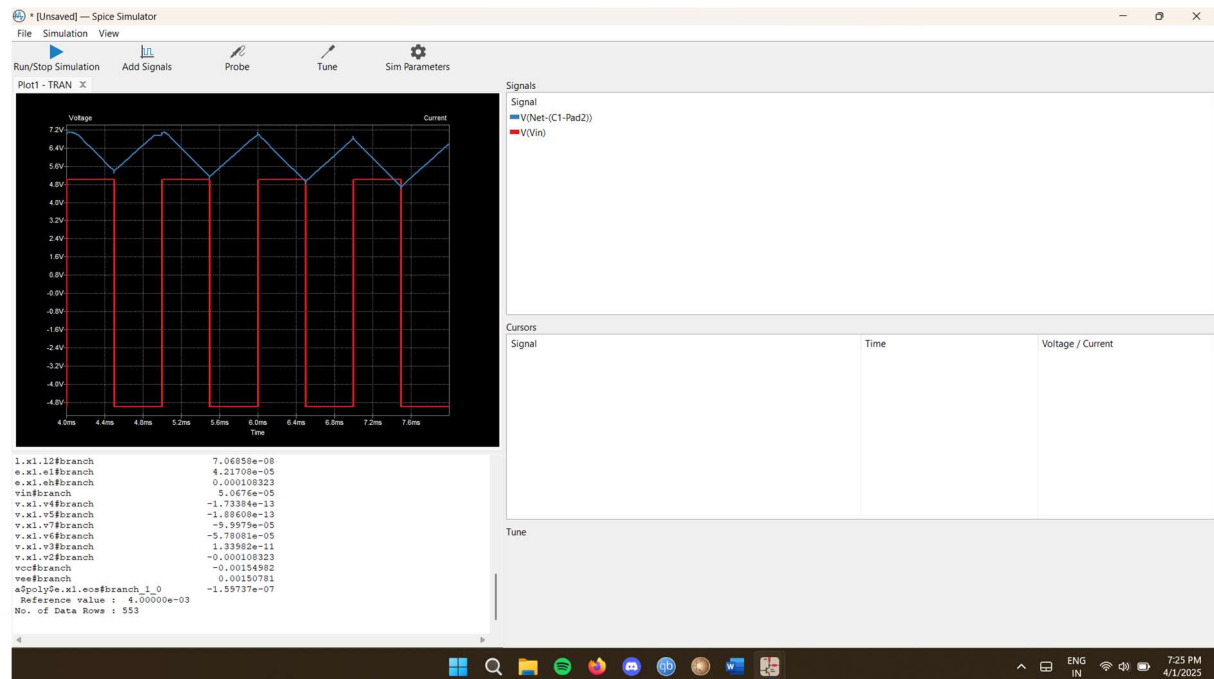 * [Unsaved] — Spice Simulator
File Simulation View
Run/Stop Simulation Add Signals Probe Tune Sim Parameters
Plot1 - TRAN X
Voltage Current
7.2V
6.4V
5.6V
4.8V
4.0V
3.2V
2.4V
1.6V
0.8V
-0.0V
-0.8V
-1.6V
-2.4V
-3.2V
-4.0V
-4.8V
4.0ms 4.4ms 4.8ms 5.2ms 5.6ms 6.0ms 6.4ms 6.8ms 7.2ms 7.6ms
Time
l.x1.l2#branch 7.06858e-08
e.x1.e1#branch 4.21708e-05
e.x1.eh#branch 0.000108323
vin#branch 5.0676e-05
v.x1.v4#branch -1.73384e-13
v.x1.v5#branch -1.88608e-13
v.x1.v7#branch -9.9979e-05
v.x1.v6#branch -5.78081e-05
v.x1.v3#branch 1.33982e-11
v.x1.v2#branch -0.000108323
vcc#branch -0.00154982
vee#branch 0.00150781
a$poly$e.x1.eos#branch_1_0 -1.59737e-07
Reference value : 4.00000e-03
No. of Data Rows : 553
Signals
Signal
V(Net-(C1-Pad2))
V(Vin)
Cursors
Signal Time Voltage / Current
Tune
qb
W
ENG
IN
7:25 PM
4/1/2025